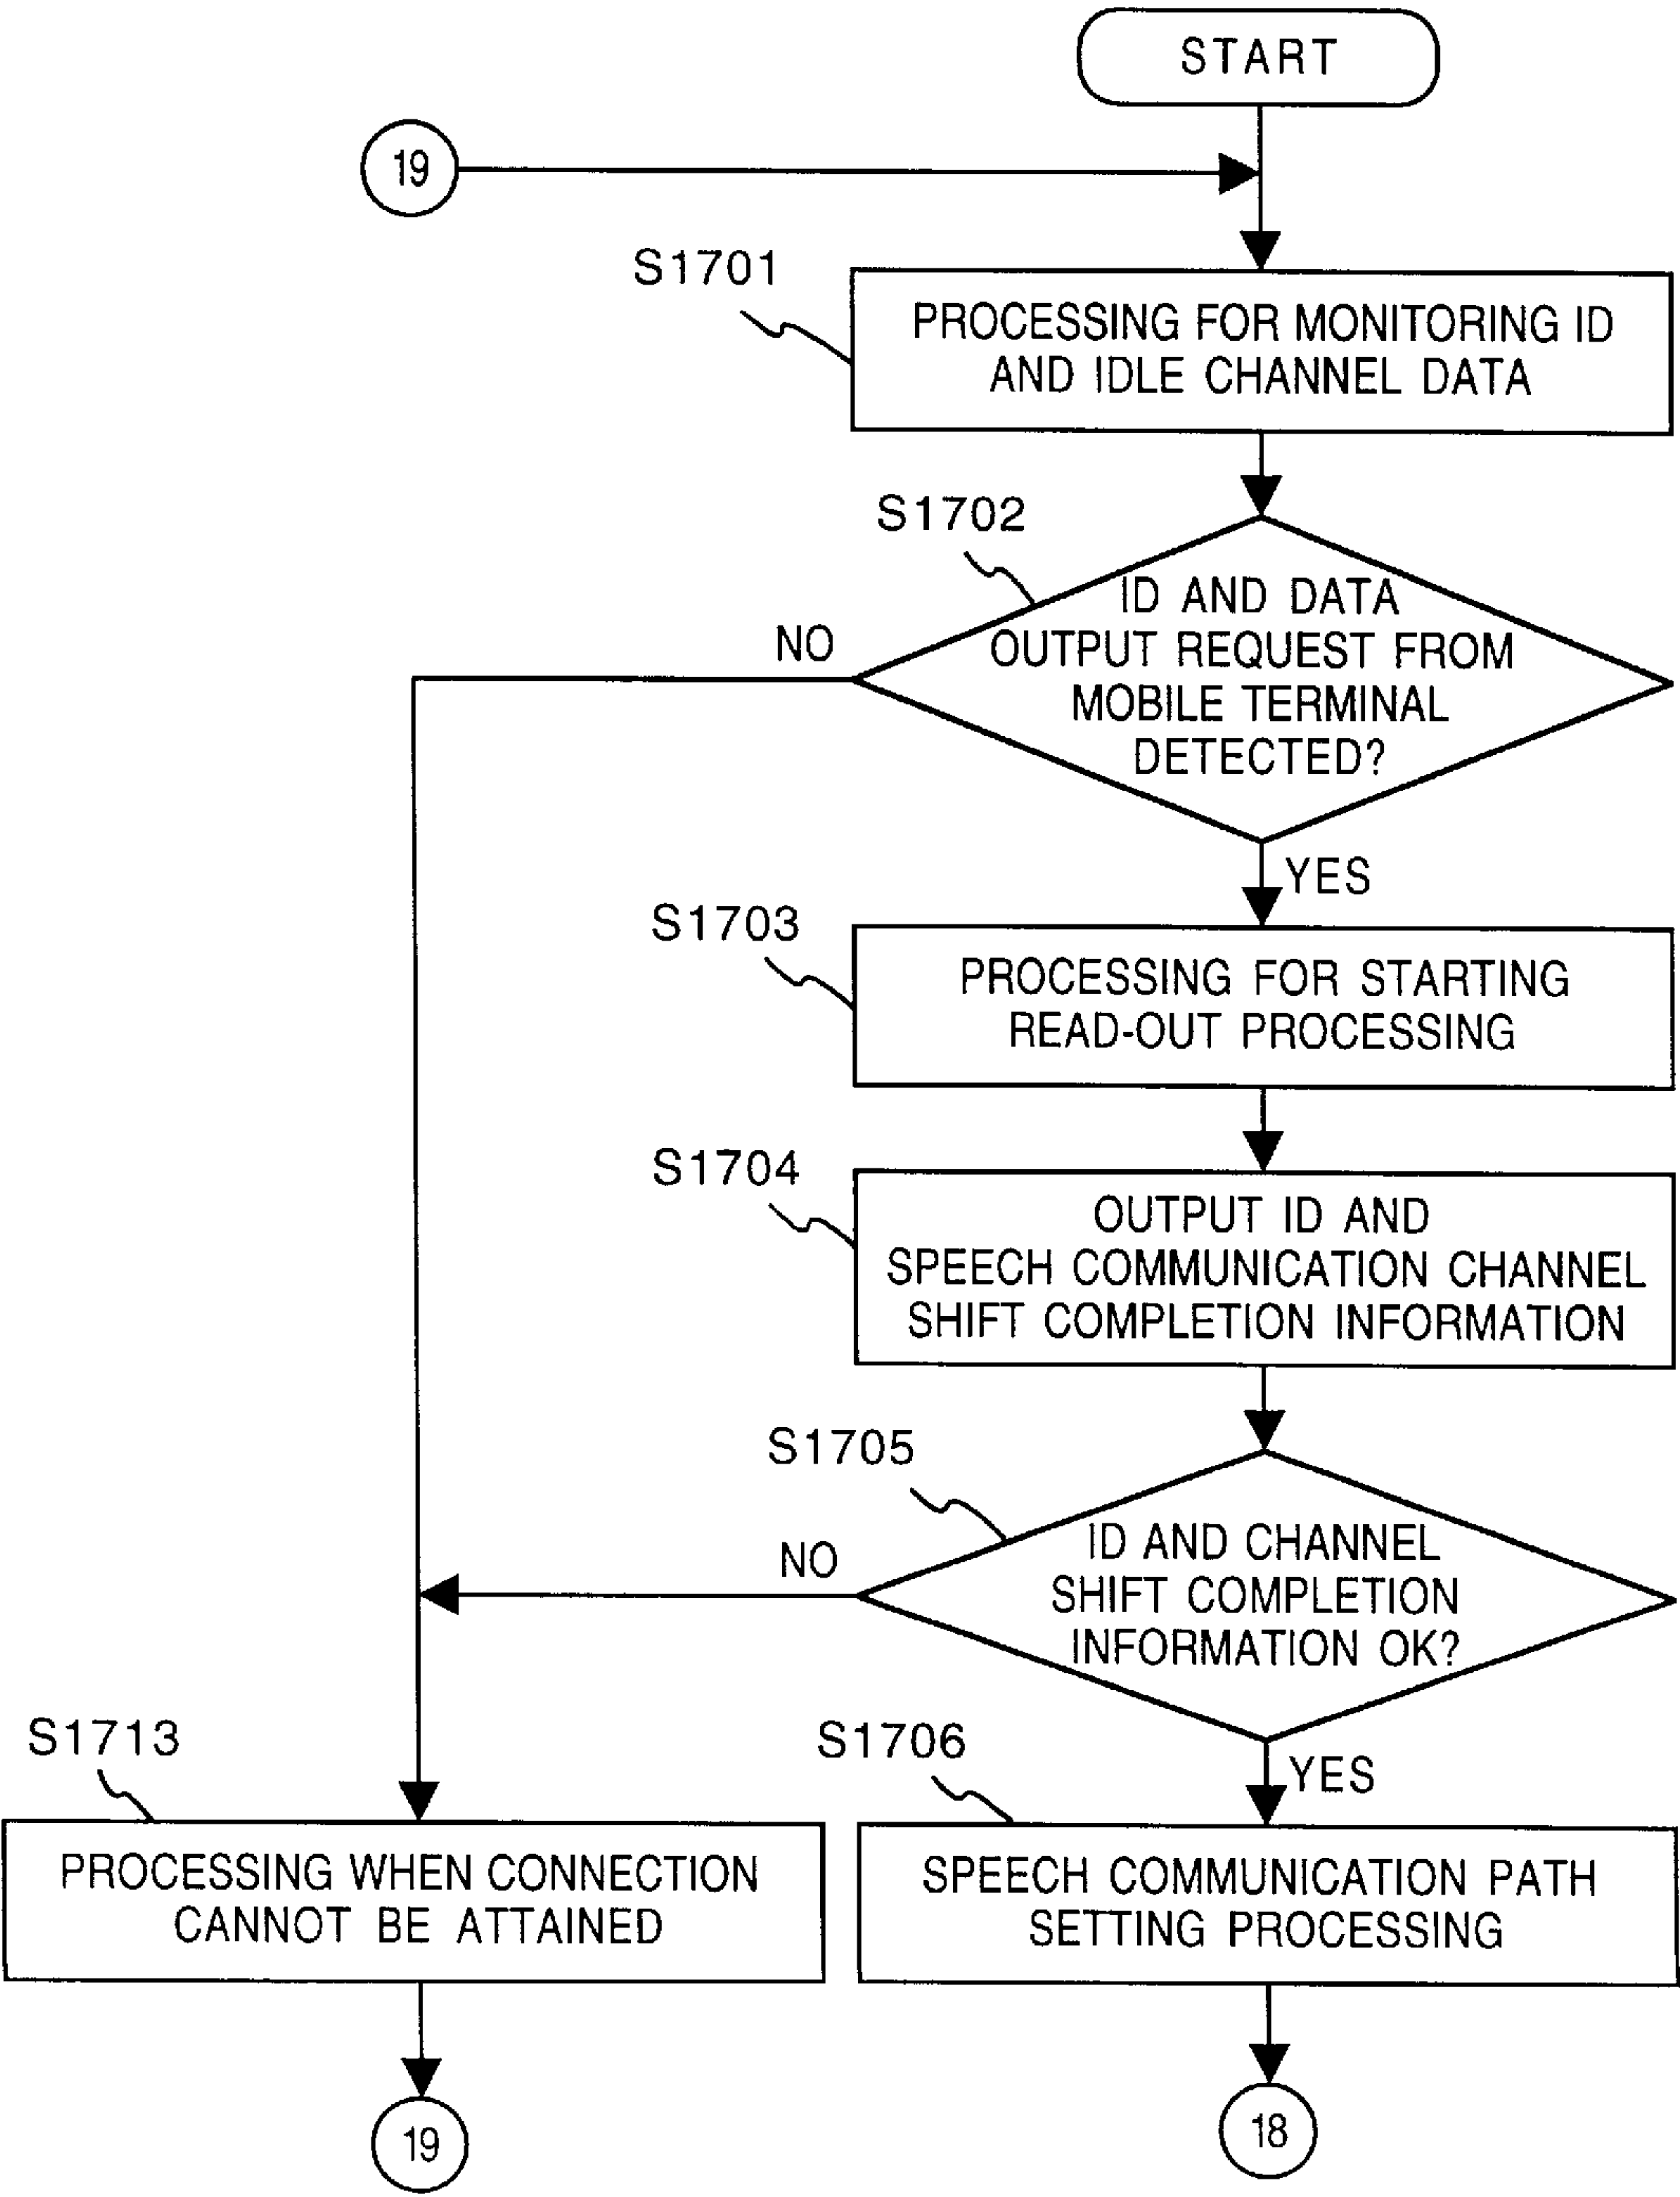 START
19
S1701
PROCESSING FOR MONITORING ID
AND IDLE CHANNEL DATA
S1702
ID AND DATA
OUTPUT REQUEST FROM
MOBILE TERMINAL
DETECTED?
NO
YES
S1703
PROCESSING FOR STARTING
READ-OUT PROCESSING
S1704
OUTPUT ID AND
SPEECH COMMUNICATION CHANNEL
SHIFT COMPLETION INFORMATION
S1705
ID AND CHANNEL
SHIFT COMPLETION
INFORMATION OK?
NO
YES
S1713
PROCESSING WHEN CONNECTION
CANNOT BE ATTAINED
S1706
SPEECH COMMUNICATION PATH
SETTING PROCESSING
19
18